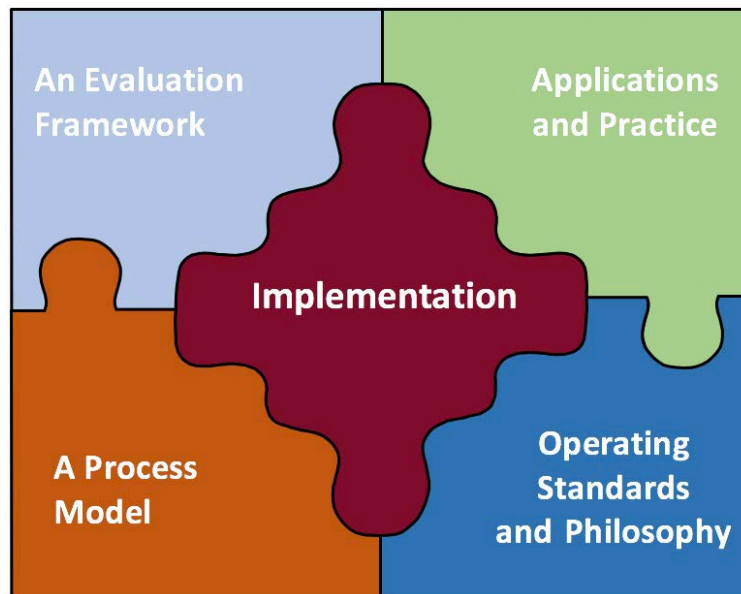 An Evaluation
Framework
Applications
and Practice
Implementation
A Process
Model
Operating
Standards
and Philosophy